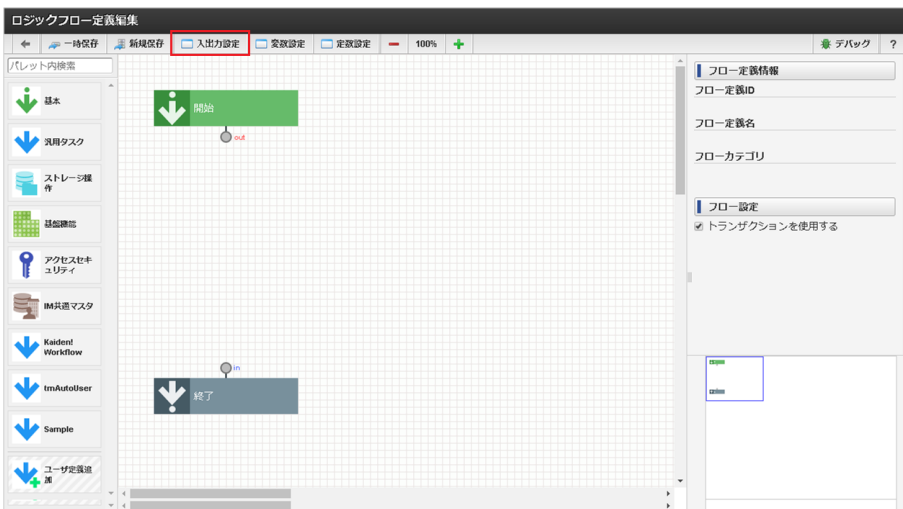 ロジックフロー定義編集
一時保存 新規保存 入出力設定 変数設定 定数設定 100% デバッグ ?
パレット内検索
基本
汎用タスク
ストレージ操
作
基盤機能
アクセスセキ
ュリティ
IM共通マスタ
Kaiden!
Workflow
tmAutoUser
Sample
ユーザ定義追
加
開始
out
in
終了
フロー定義情報
フロー定義ID
フロー定義名
フローカテゴリ
フロー設定
トランザクションを使用する